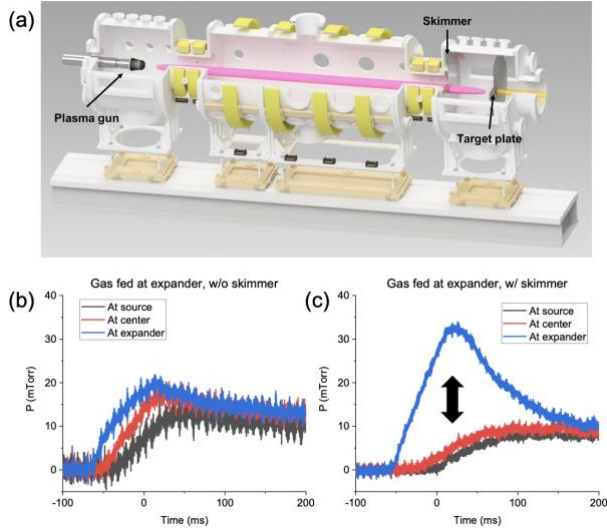 (a)
Skimmer
Plasma gun
Target plate
(b)
Gas fed at expander, w/o skimmer
At source
At center
At expander
P (mTorr)
40
30
20
10
0
-100
0
100
200
Time (ms)
(c)
Gas fed at expander, w/ skimmer
At source
At center
At expander
P (mTorr)
40
30
20
10
0
-100
0
100
200
Time (ms)